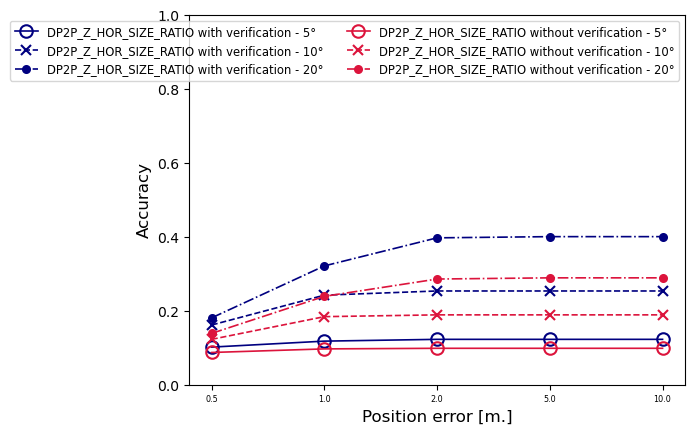 1.0
DP2P_Z_HOR_SIZE_RATIO with verification - 5° DP2P_Z_HOR_SIZE_RATIO without verification - 5°
DP2P_Z_HOR_SIZE_RATIO with verification - 10° DP2P_Z_HOR_SIZE_RATIO without verification - 10°
DP2P_Z_HOR_SIZE_RATIO with verification - 20° DP2P_Z_HOR_SIZE_RATIO without verification - 20°
0.8
0.6
Accuracy
0.4
0.2
0.0
0.5 1.0 2.0 5.0 10.0
Position error [m.]